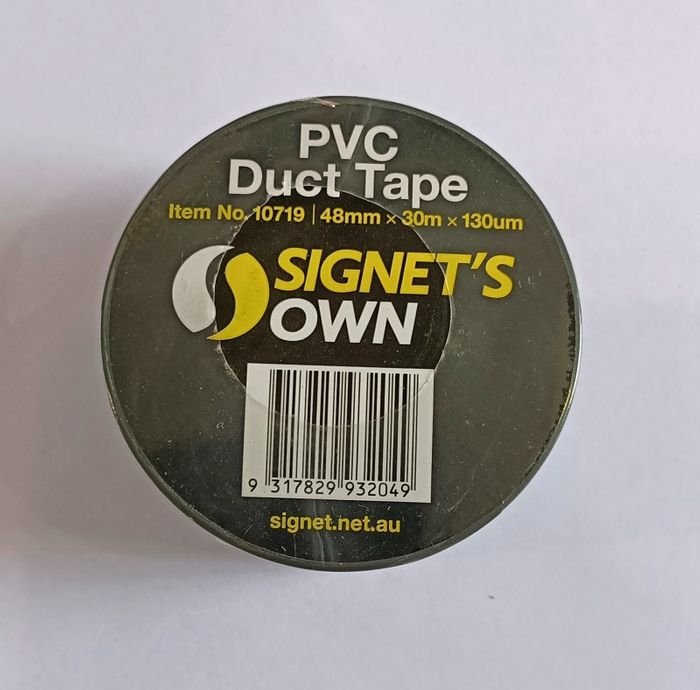 PVC
Duct Tape
Item No. 10719 | 48mm × 30m × 130um
SIGNET'S
OWN
9 317829 932049
signet.net.au